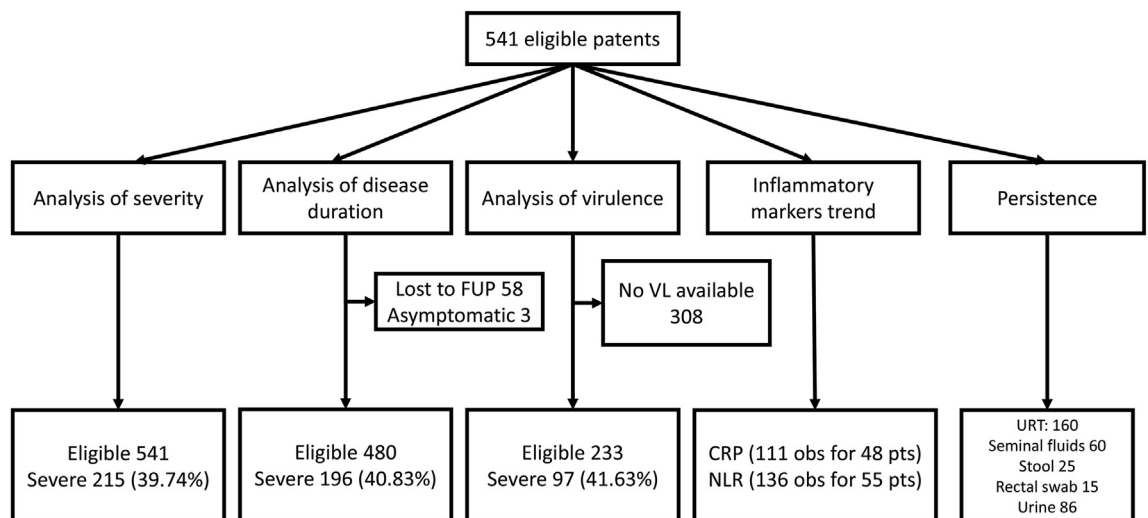 541 eligible patents
Analysis of severity
Analysis of disease
duration
Analysis of virulence
Inflammatory
markers trend
Persistence
Lost to FUP 58
Asymptomatic 3
No VL available
308
Eligible 541
Severe 215 (39.74%)
Eligible 480
Severe 196 (40.83%)
Eligible 233
Severe 97 (41.63%)
CRP (111 obs for 48 pts)
NLR (136 obs for 55 pts)
URT: 160
Seminal fluids 60
Stool 25
Rectal swab 15
Urine 86